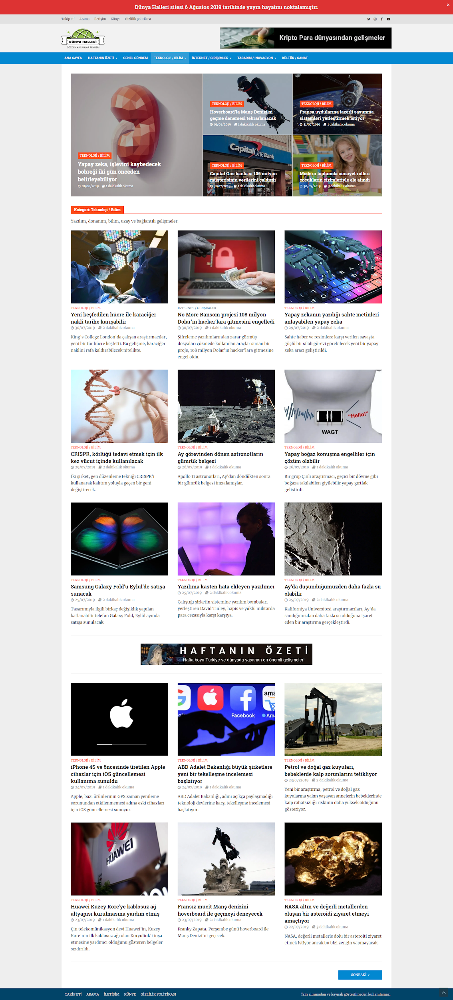 Dünya Halleri sitesi 6 Ağustos 2019 tarihinde yayın hayatını noktalamıştır.
×
Takip et! Arama İletişim Künye Gizlilik politikası
DÜNYA HALLERİ
GÖZDEN KAÇANLAR REHBERİ
Kripto Para dünyasından gelişmeler
ANA SAYFA HAFTANIN ÖZETİ GENEL GÜNDEM TEKNOLOJİ / BİLİM İNTERNET / GİRİŞİMLER TASARIM / İNOVASYON KÜLTÜR / SANAT
TEKNOLOJİ / BİLİM
Yapay zeka, işlevini kaybedecek
böbreği iki gün önceden
belirleyebiliyor
01/08/2019 1 dakikalık okuma
TEKNOLOJİ / BİLİM
Hoverboard'la Manş Denizi'ni
geçme denemesi tekrarlanacak
01/08/2019 1 dakikalık okuma
TEKNOLOJİ / BİLİM
Fransa uydularına lazerli savunma
sistemleri yerleştirmek istiyor
31/07/2019 1 dakikalık okuma
Capital One Bank
TEKNOLOJİ / BİLİM
Capital One bankası 106 milyon
müşterisinin verilerini çaldırdı
31/07/2019 1 dakikalık okuma
TEKNOLOJİ / BİLİM
Modern toplumda cinsiyet rolleri
çocukların çizimleriyle ele alındı
30/07/2019 3 dakikalık okuma
Kategori: Teknoloji / Bilim
Yazılım, donanım, bilim, uzay ve bağlantılı gelişmeler.
TEKNOLOJİ / BİLİM
Yeni keşfedilen hücre ile karaciğer
nakli tarihe karışabilir
30/07/2019 2 dakikalık okuma
King's College London'da çalışan araştırmacılar,
yeni bir tür hücre keşfetti. Bu gelişme, karaciğer
naklini rafa kaldırabilecek nitelikte.
İNTERNET / GİRİŞİMLER
No More Ransom projesi 108 milyon
Dolar'ın hacker'lara gitmesini engelledi
30/07/2019 1 dakikalık okuma
Şifreleme yazılımlarından zarar görmüş
dosyaları çözmede kullanılan araçlar sunan bir
proje, 108 milyon Dolar'ın hacker'lara gitmesine
engel oldu.
TEKNOLOJİ / BİLİM
Yapay zekanın yazdığı sahte metinleri
anlayabilen yapay zeka
29/07/2019 2 dakikalık okuma
Sahte haber ve resimlere karşı verilen savaşta
güçlü bir silah görevi görebilecek yeni bir yapay
zeka aracı geliştirildi.
TEKNOLOJİ / BİLİM
CRISPR, körlüğü tedavi etmek için ilk
kez vücut içinde kullanılacak
29/07/2019 2 dakikalık okuma
İki şirket, gen düzenleme tekniği CRISPR'ı
kullanarak kalıtım yoluyla geçen bir geni
değiştirecek.
TEKNOLOJİ / BİLİM
Ay görevinden dönen astronotların
gümrük belgesi
26/07/2019 1 dakikalık okuma
Apollo 11 astronotları, Ay'dan döndükten sonra
bir gümrük belgesi imzalamışlar.
"Hello!"
WAGT
TEKNOLOJİ / BİLİM
Yapay boğaz konuşma engelliler için
çözüm olabilir
26/07/2019 1 dakikalık okuma
Bir grup Çinli araştırmacı, geçici bir dövme gibi
boğaza takılabilen giyilebilir yapay gırtlak
geliştirdi.
TEKNOLOJİ / BİLİM
Samsung Galaxy Fold'u Eylül'de satışa
sunacak
25/07/2019 2 dakikalık okuma
Tasarımıyla ilgili birkaç değişiklik yapılan
katlanabilir telefon Galaxy Fold, Eylül ayında
satışa sunulacak.
TEKNOLOJİ / BİLİM
Yazılıma kasten hata ekleyen yazılımcı
25/07/2019 2 dakikalık okuma
Çalıştığı şirketin sistemine yazılım bombaları
yerleştiren David Tinley, hapis ve yüklü miktarda
para cezasıyla karşı karşıya.
TEKNOLOJİ / BİLİM
Ay'da düşündüğümüzden daha fazla su
olabilir
25/07/2019 2 dakikalık okuma
Kaliforniya Üniversitesi araştırmacıları, Ay'da
sandığımızdan daha fazla su olduğuna işaret
eden bir araştırma gerçekleştirdi.
HAFTANIN ÖZETİ
Hafta boyu Türkiye ve dünyada yaşanan en önemli gelişmeler!
TEKNOLOJİ / BİLİM
iPhone 4S ve öncesinde üretilen Apple
cihazlar için iOS güncellemesi
kullanıma sunuldu
24/07/2019 1 dakikalık okuma
Apple, bazı ürünlerinin GPS zaman yenileme
sorunundan etkilenmemesi adına eski cihazları
için iOS güncellemesi sunuyor.
ama
Facebook
Ama
TEKNOLOJİ / BİLİM
ABD Adalet Bakanlığı büyük şirketlere
yeni bir tekelleşme incelemesi
başlatıyor
24/07/2019 1 dakikalık okuma
ABD Adalet Bakanlığı, adını açıkça paylaşmadığı
teknoloji devlerine karşı tekelleşme incelemesi
başlatıyor.
TEKNOLOJİ / BİLİM
Petrol ve doğal gaz kuyuları,
bebeklerde kalp sorunlarını tetikliyor
23/07/2019 2 dakikalık okuma
Yeni bir araştırma, petrol ve doğal gaz
kuyularına yakın yaşayan annelerin bebeklerinde
kalp rahatsızlığı riskinin daha yüksek olduğunu
gösteriyor.
HUAWEI
TEKNOLOJİ / BİLİM
Huawei Kuzey Kore'ye kablosuz ağ
altyapısı kurulmasına yardım etmiş
23/07/2019 1 dakikalık okuma
Çin telekomünikasyon devi Huawei'in, Kuzey
Kore'nin ilk kablosuz ağı olan Koryolink'i inşa
etmesine yardımcı olduğunu gösteren belgeler
sızdırıldı.
TEKNOLOJİ / BİLİM
Fransız mucit Manş denizini
hoverboard ile geçmeyi deneyecek
23/07/2019 2 dakikalık okuma
Franky Zapata, Perşembe günü hoverboard ile
Manş Denizi'ni geçecek.
TEKNOLOJİ / BİLİM
NASA altın ve değerli metallerden
oluşan bir asteroidi ziyaret etmeyi
amaçlıyor
22/07/2019 3 dakikalık okuma
NASA, değerli metallerle dolu bir asteroiti ziyaret
etmek istiyor ancak bu bizi zengin yapmayacak.
SONRAKİ
TAKİP ET! ARAMA İLETİŞİM KÜNYE GİZLİLİK POLİTİKASI
İzin alınmadan ve kaynak gösterilmeden kullanılamaz.